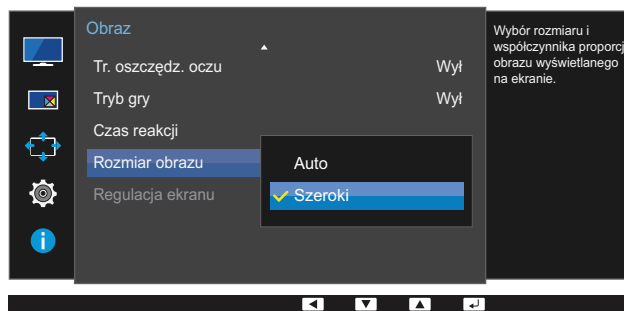 Obraz
Tr. oszczędz. oczu Wył
Tryb gry Wył
Czas reakcji
Rozmiar obrazu
Auto
Szeroki
Regulacja ekranu
Wybór rozmiaru i
współczynnika proporcj
obrazu wyświetlanego
na ekranie.